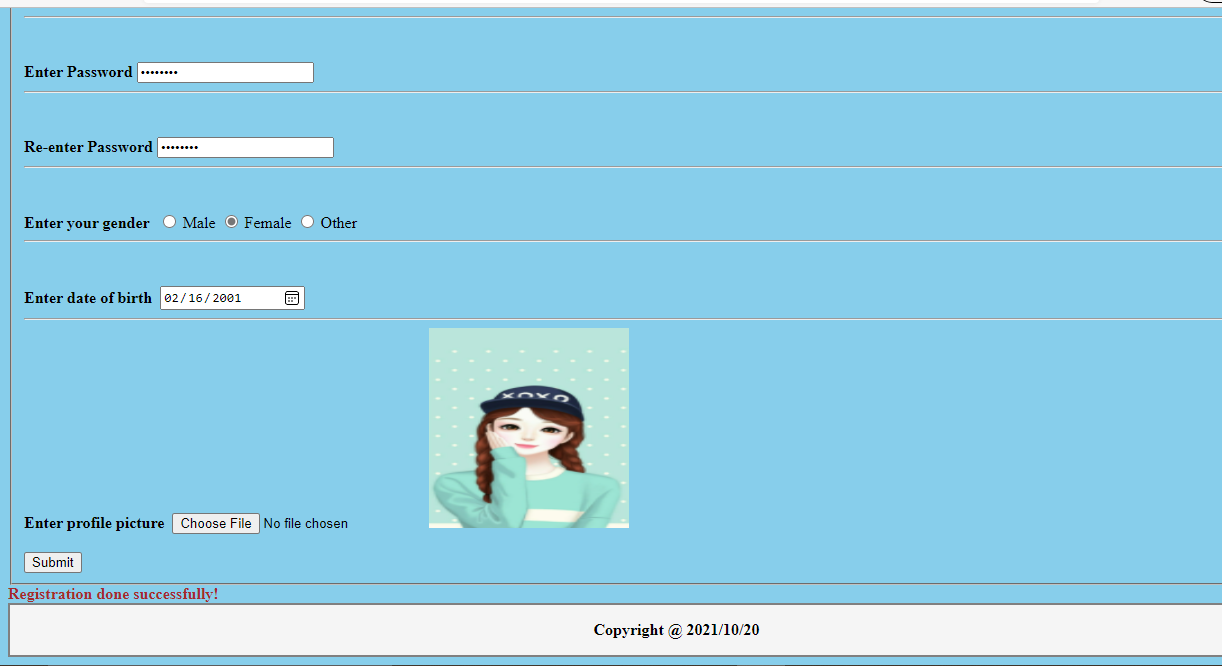 Enter Password ••••••••
Re-enter Password ••••••••
Enter your gender Male Female Other
Enter date of birth 02/16/2001
XOXO
Enter profile picture Choose File No file chosen
Submit
Registration done successfully!
Copyright @ 2021/10/20